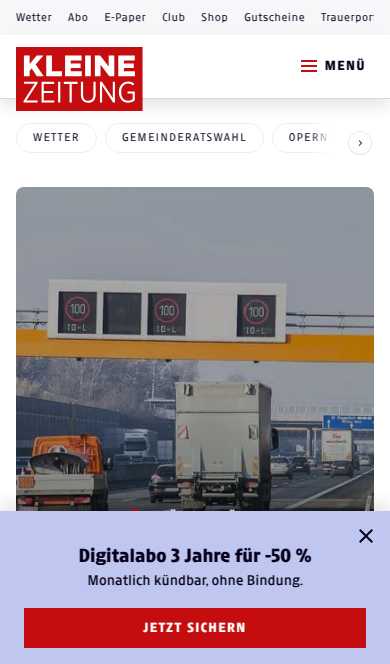 Wetter Abo E-Paper Club Shop Gutscheine Trauerpor
KLEINE
ZEITUNG
MENÜ
WETTER GEMEINDERATSWAHL OPERN
100 100 100
IG-L IG-L IG-L
Digitalabo 3 Jahre für -50 %
Monatlich kündbar, ohne Bindung.
JETZT SICHERN